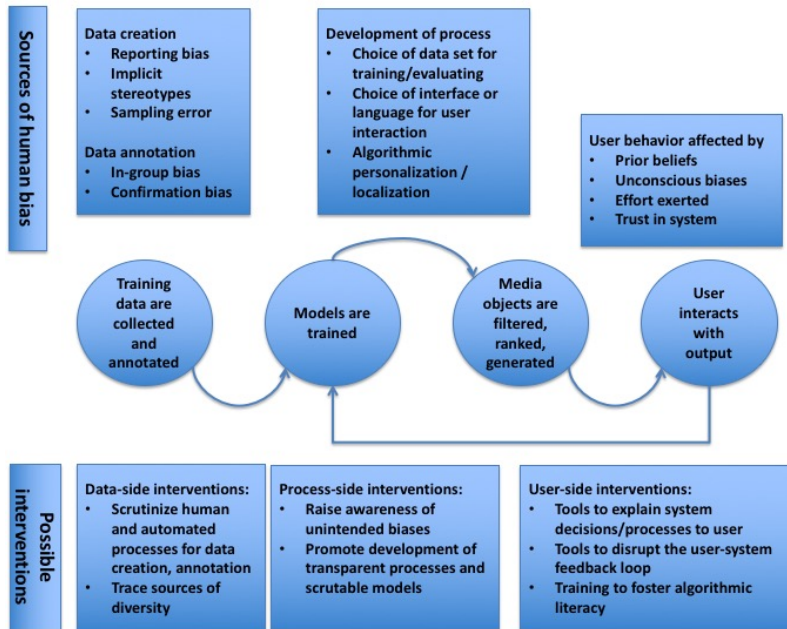 Sources of human bias
Data creation
• Reporting bias
• Implicit
stereotypes
• Sampling error
Data annotation
• In-group bias
• Confirmation bias
Development of process
• Choice of data set for
training/evaluating
• Choice of interface or
language for user
interaction
• Algorithmic
personalization /
localization
User behavior affected by
• Prior beliefs
• Unconscious biases
• Effort exerted
• Trust in system
Training
data are
collected
and
annotated
Models are
trained
Media
objects are
filtered,
ranked,
generated
User
interacts
with
output
Possible
interventions
Data-side interventions:
• Scrutinize human
and automated
processes for data
creation, annotation
• Trace sources of
diversity
Process-side interventions:
• Raise awareness of
unintended biases
• Promote development of
transparent processes and
scrutable models
User-side interventions:
• Tools to explain system
decisions/processes to user
• Tools to disrupt the user-system
feedback loop
• Training to foster algorithmic
literacy